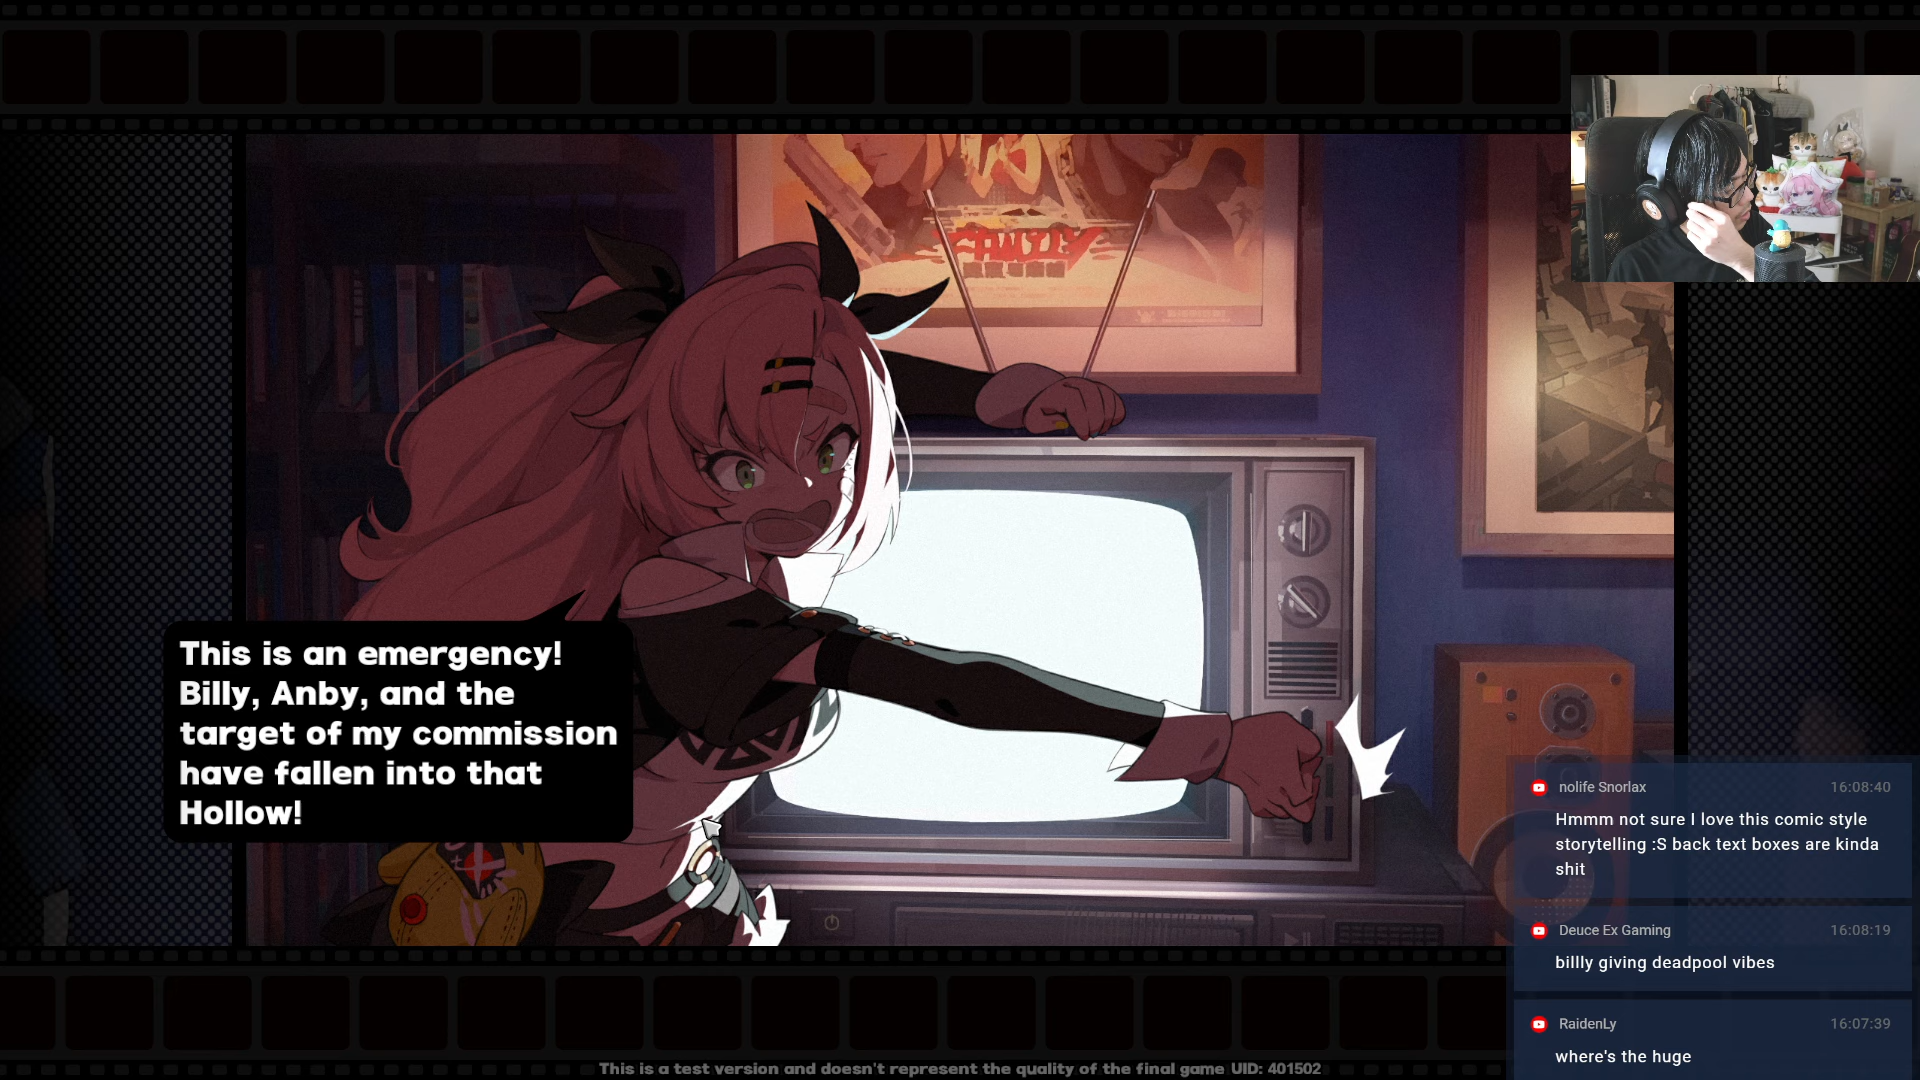 This is an emergency!
Billy, Anby, and the
target of my commission
have fallen into that
Hollow!
nolife Snorlax 16:08:40
Hmmm not sure I love this comic style
storytelling :S back text boxes are kinda
shit
Deuce Ex Gaming 16:08:19
billly giving deadpool vibes
RaidenLy 16:07:39
where's the huge
This is a test version and doesn't represent the quality of the final game UID: 401502